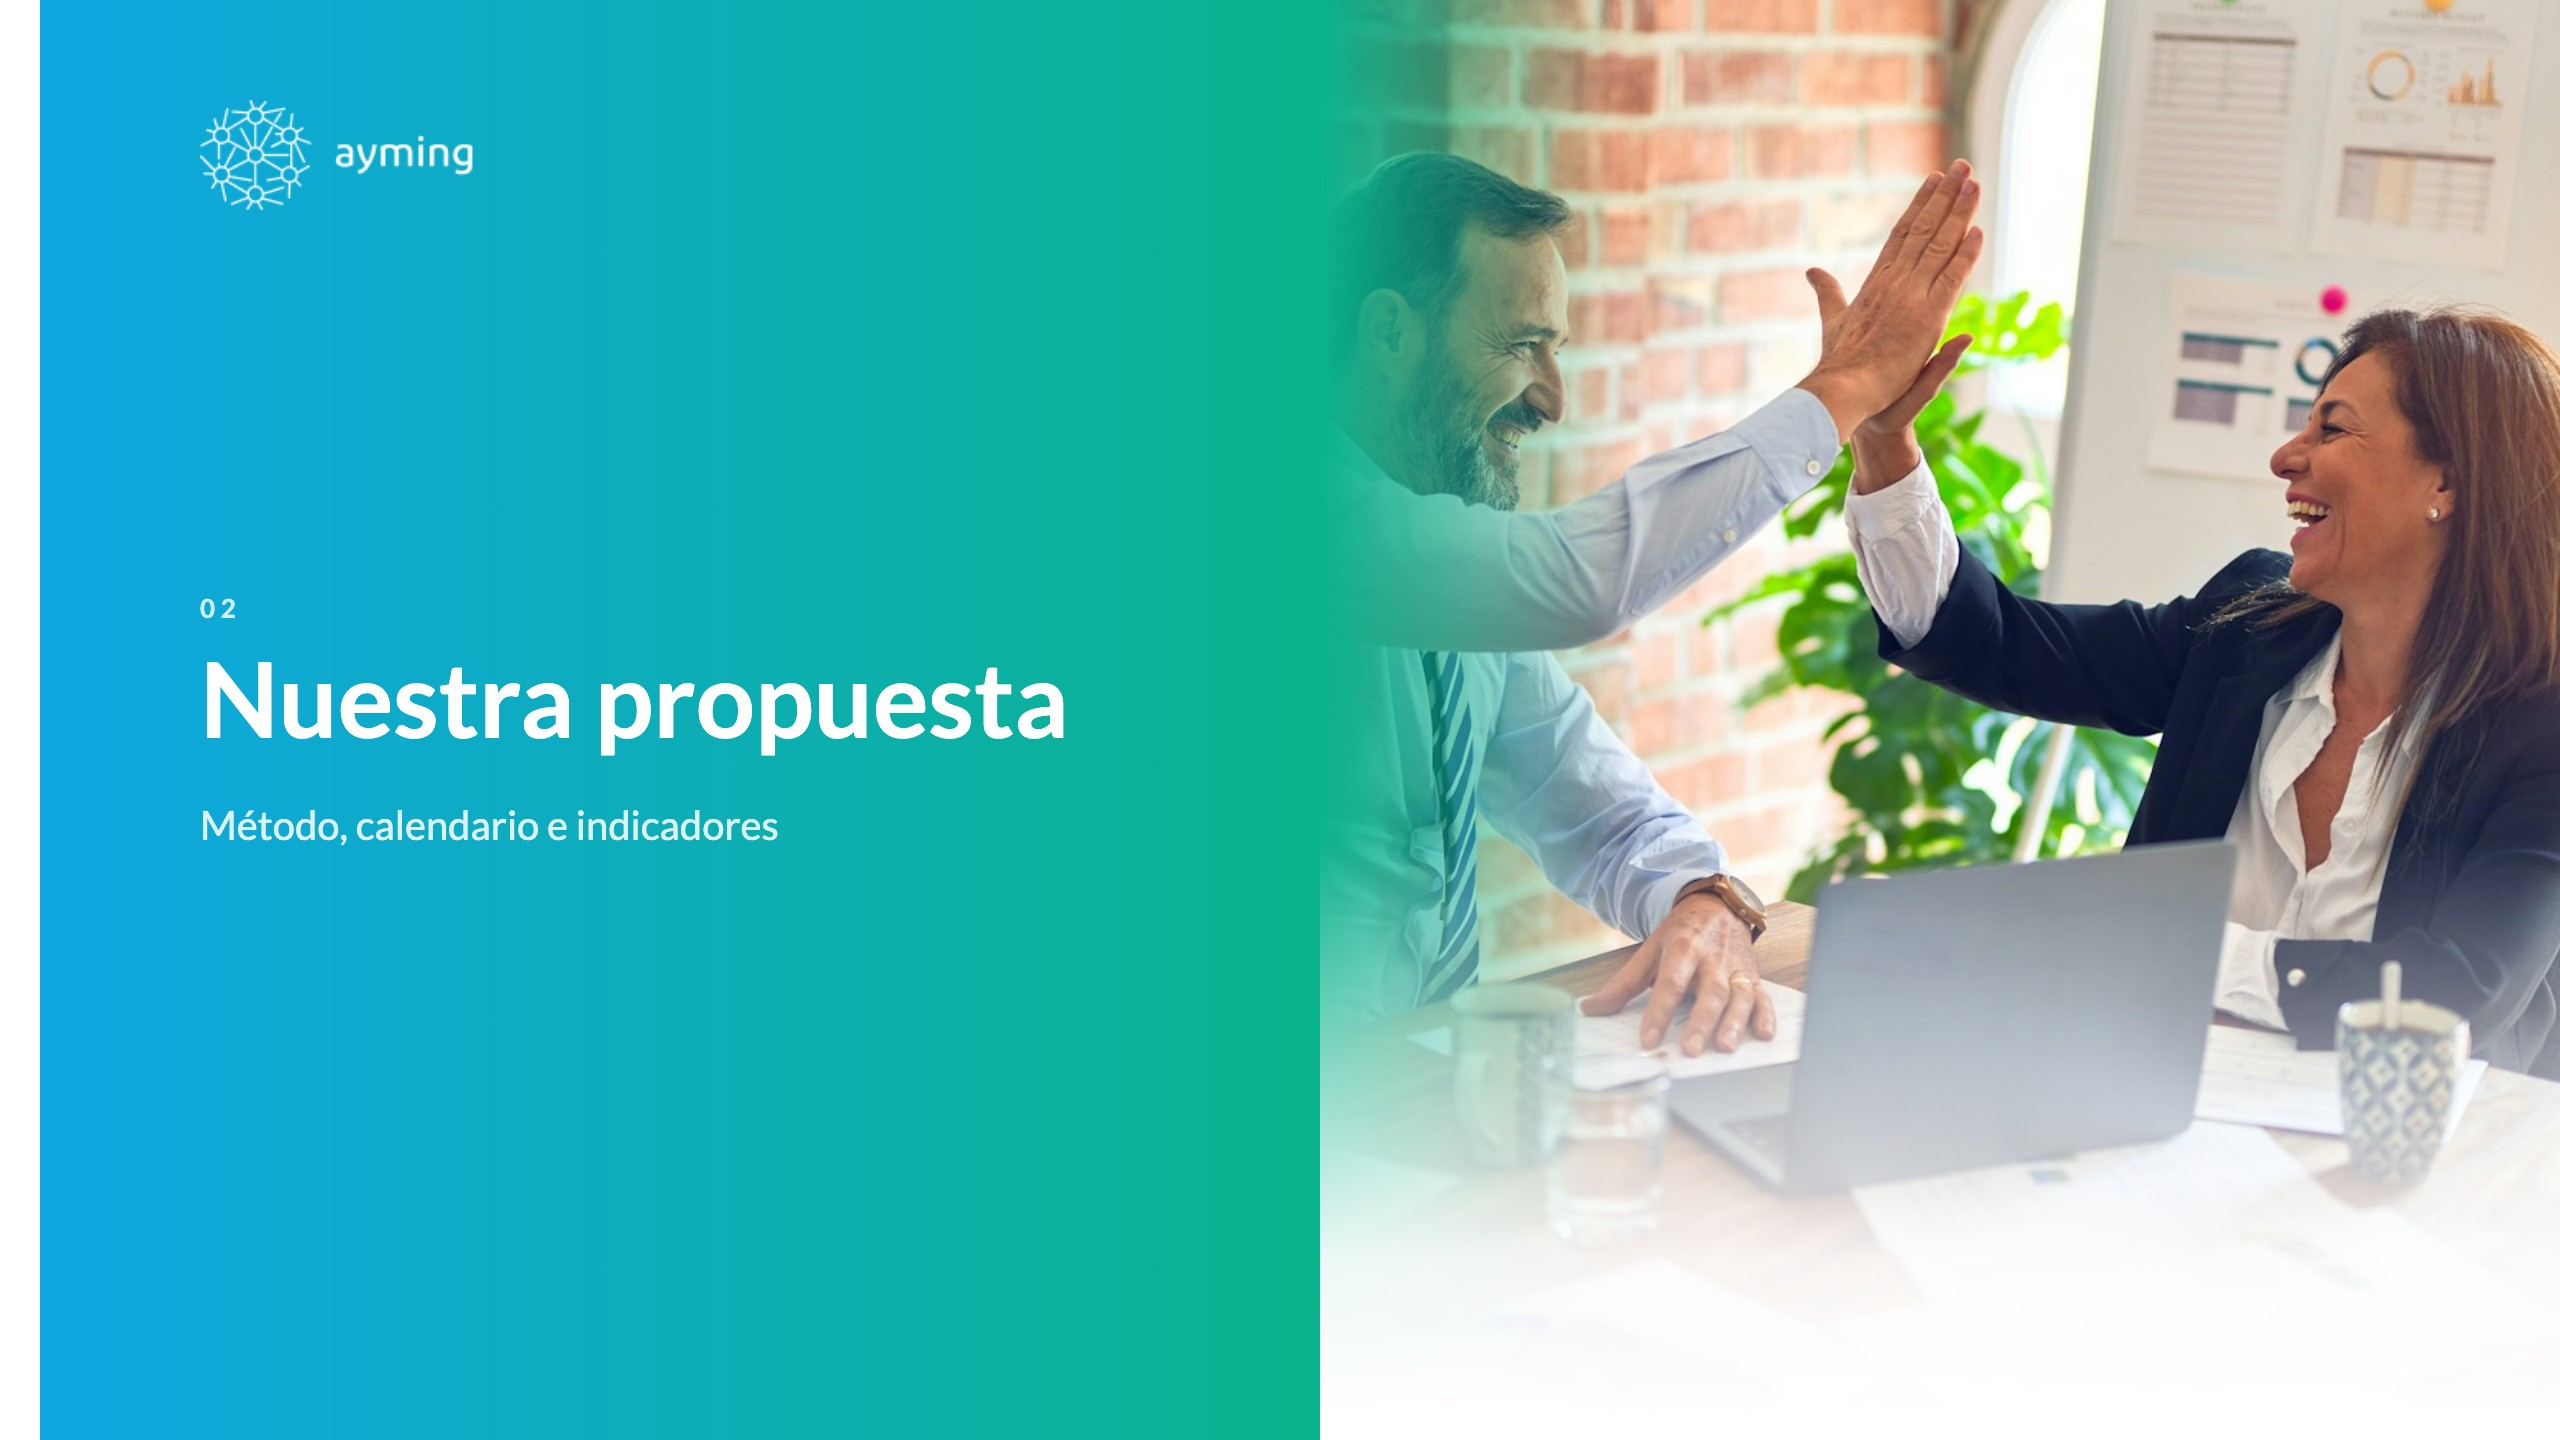 ayming
02
Nuestra propuesta
Método, calendario e indicadores